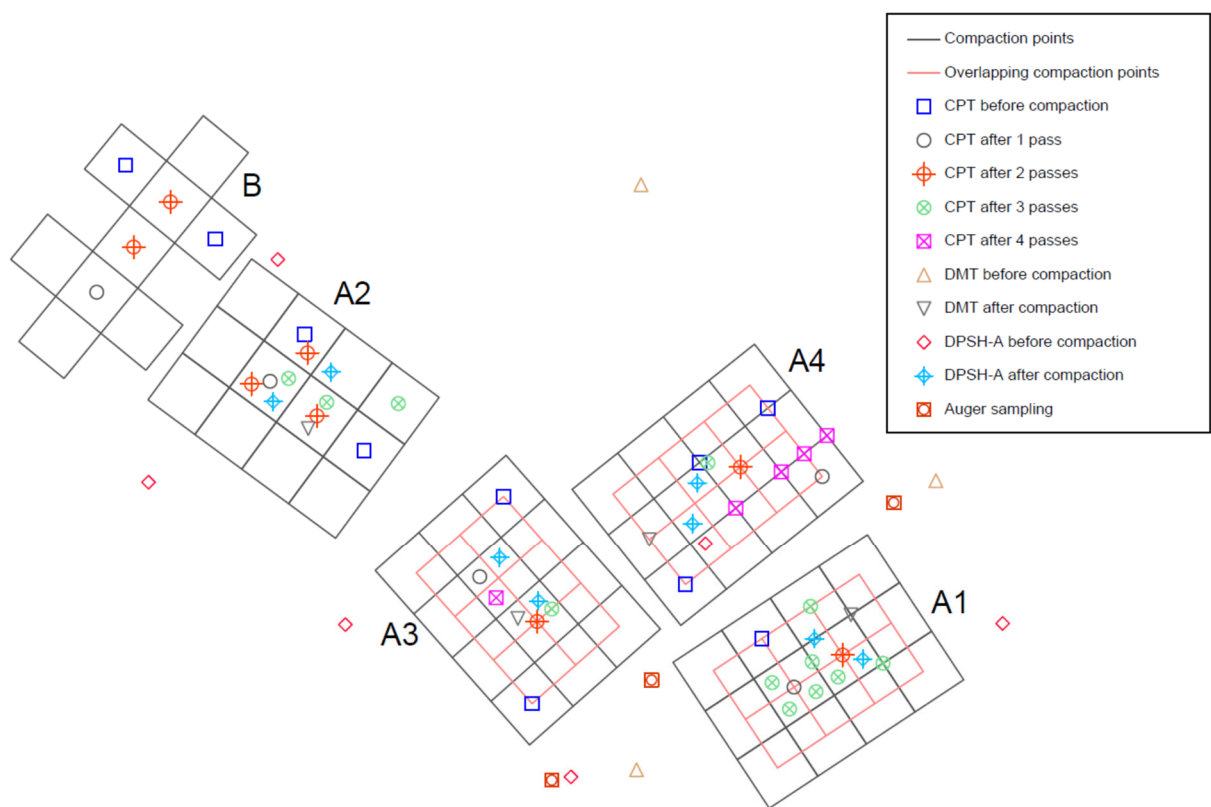 Compaction points
Overlapping compaction points
CPT before compaction
CPT after 1 pass
CPT after 2 passes
CPT after 3 passes
CPT after 4 passes
DMT before compaction
DMT after compaction
DPSH-A before compaction
DPSH-A after compaction
Auger sampling
B
A2
A4
A3
A1